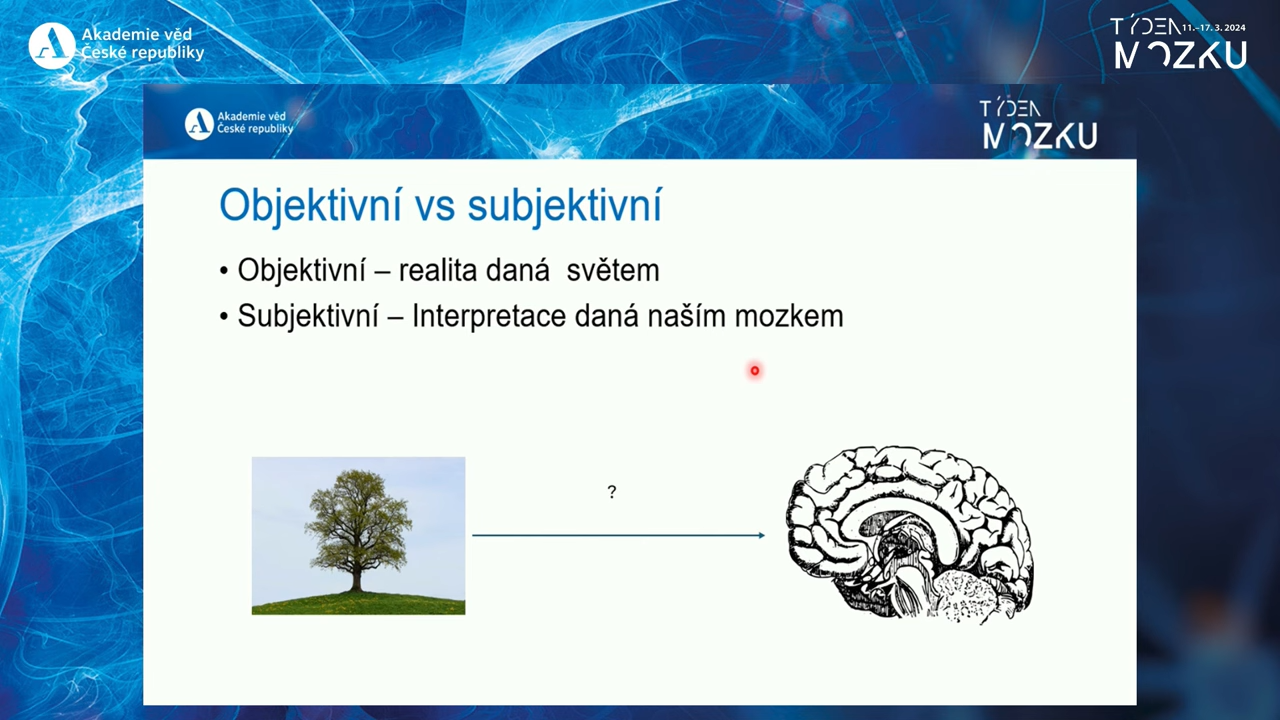 Akademie věd
České republiky
TÝDEN 11.–17. 3. 2024
MOZKU
Akademie věd
České republiky
TÝDEN
MOZKU
Objektivní vs subjektivní
• Objektivní – realita daná  světem
• Subjektivní – Interpretace daná naším mozkem
?